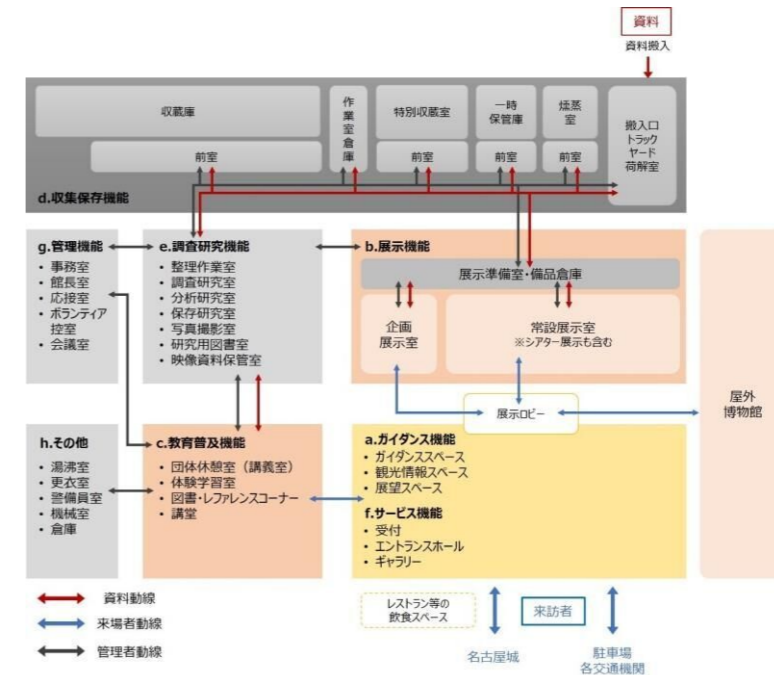 資料
資料搬入
収蔵庫
前室
作業室倉庫
特別収蔵室
前室
一時
保管庫
前室
燻蒸
室
前室
搬入口
トラック
ヤード
荷解室
d.収集保存機能
g.管理機能
・ 事務室
・ 館長室
・ 応接室
・ ボランティア
控室
・ 会議室
e.調査研究機能
・ 整理作業室
・ 調査研究室
・ 分析研究室
・ 保存研究室
・ 写真撮影室
・ 研究用図書室
・ 映像資料保管室
b.展示機能
展示準備室・備品倉庫
企画
展示室
常設展示室
※シアター展示も含む
展示ロビー
屋外
博物館
h.その他
・ 湯沸室
・ 更衣室
・ 警備員室
・ 機械室
・ 倉庫
c.教育普及機能
・ 団体休憩室(講義室)
・ 体験学習室
・ 図書・レファレンスコーナー
・ 講堂
a.ガイダンス機能
・ ガイダンススペース
・ 観光情報スペース
・ 展望スペース
f.サービス機能
・ 受付
・ エントランスホール
・ ギャラリー
資料動線
来場者動線
管理者動線
レストラン等の
飲食スペース
来訪者
名古屋城
駐車場
各交通機関